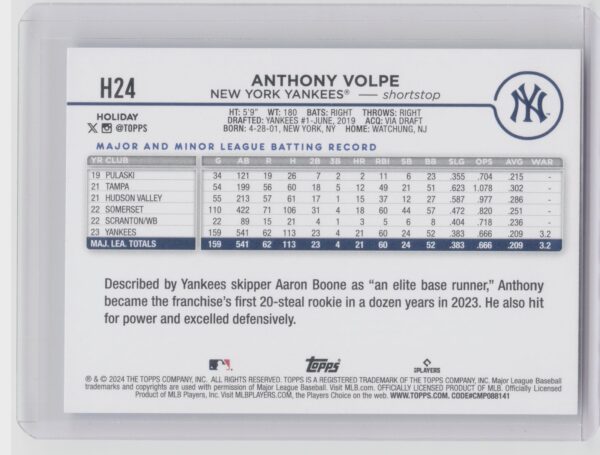 H24
ANTHONY VOLPE
NEW YORK YANKEES® — shortstop
HOLIDAY
@TOPPS
HT: 5'9" WT: 180 BATS: RIGHT THROWS: RIGHT
DRAFTED: YANKEES #1-JUNE, 2019 ACQ: VIA DRAFT
BORN: 4-28-01, NEW YORK, NY HOME: WATCHUNG, NJ
MAJOR AND MINOR LEAGUE BATTING RECORD
YR CLUB G AB R H 2B 3B HR RBI SB BB SLG OPS AVG WAR
19 PULASKI 34 121 19 26 7 2 2 11 6 23 .355 .704 .215 -
21 TAMPA 54 199 56 60 18 5 12 49 21 51 .623 1.078 .302 -
21 HUDSON VALLEY 55 213 57 61 17 1 15 37 12 27 .587 .977 .286 -
22 SOMERSET 110 422 71 106 31 4 18 60 44 57 .472 .820 .251 -
22 SCRANTON/WB 22 89 15 21 4 1 3 5 6 8 .404 .718 .236 -
23 YANKEES 159 541 62 113 23 4 21 60 24 52 .383 .666 .209 3.2
MAJ. LEA. TOTALS 159 541 62 113 23 4 21 60 24 52 .383 .666 .209 3.2
Described by Yankees skipper Aaron Boone as "an elite base runner," Anthony
became the franchise's first 20-steal rookie in a dozen years in 2023. He also hit
for power and excelled defensively.
Topps
PLAYERS
® & © 2024 THE TOPPS COMPANY, INC. ALL RIGHTS RESERVED. TOPPS IS A REGISTERED TRADEMARK OF THE TOPPS COMPANY, INC. Major League Baseball
trademarks and copyrights are used with permission of Major League Baseball. Visit MLB.com. OFFICIALLY LICENSED PRODUCT OF MLB Players, Inc. Officially Licensed
Product of MLB Players, Inc. Visit MLBPLAYERS.COM, the Players Choice on the web. WWW.TOPPS.COM. CODE#CMP088141